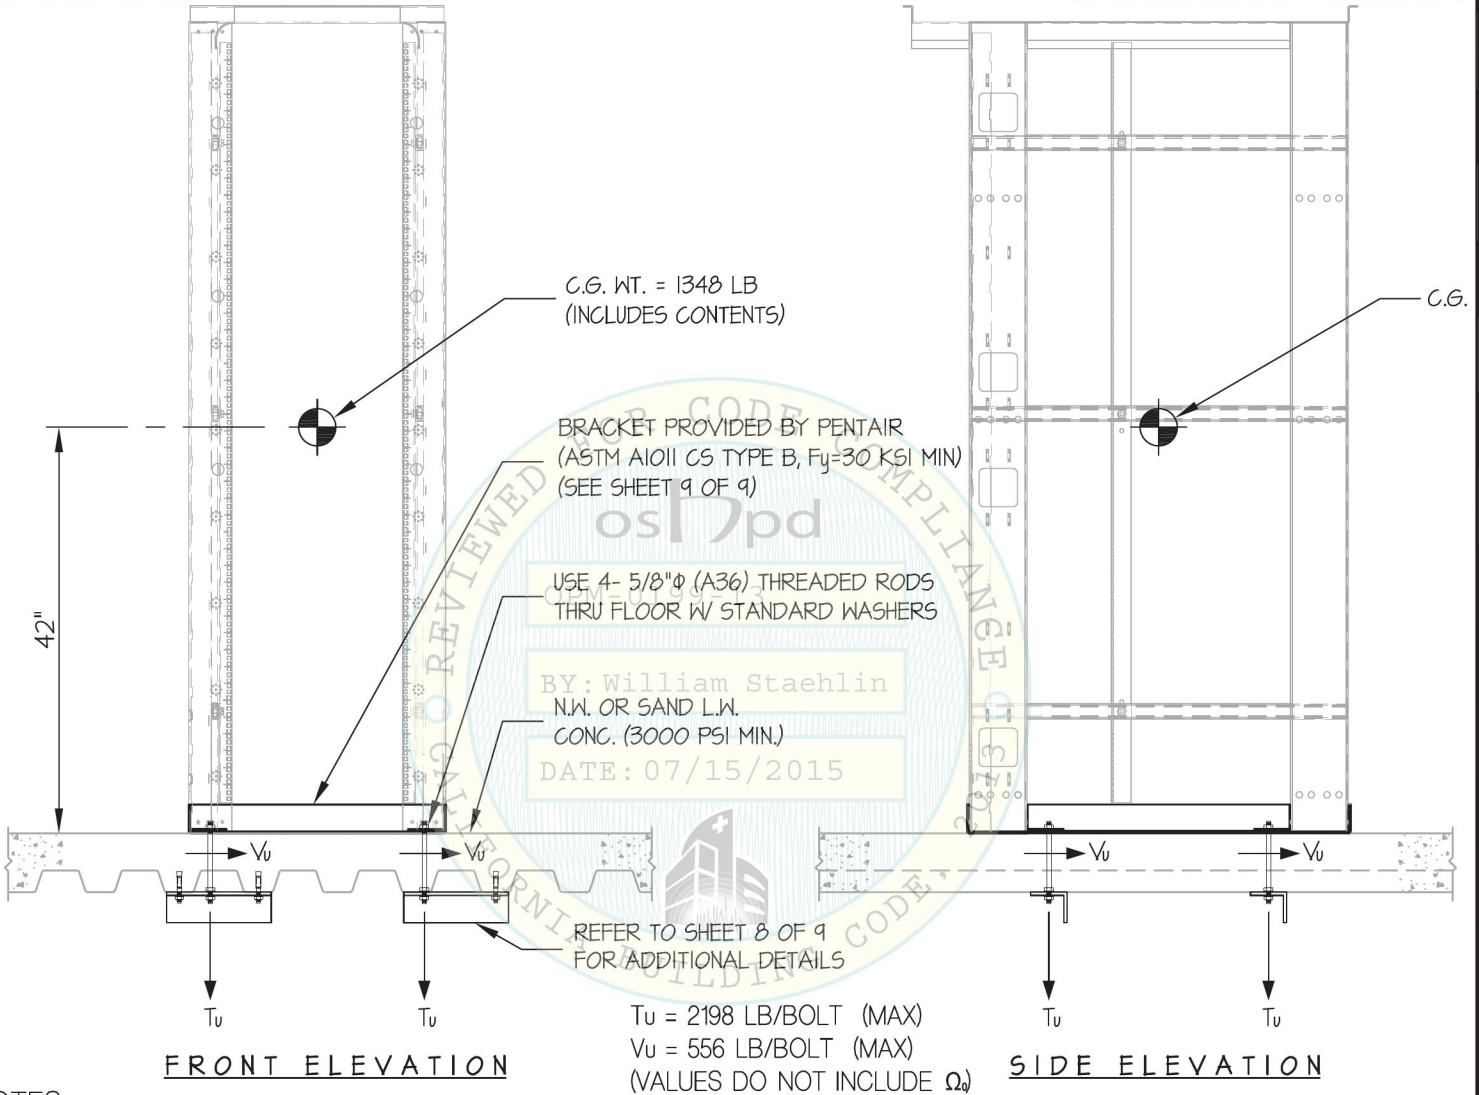 C.G. WT. = 1348 LB
(INCLUDES CONTENTS)
C.G.
BRACKET PROVIDED BY PENTAIR
(ASTM A1011 CS TYPE B, Fy=30 KSI MIN)
(SEE SHEET 9 OF 9)
42"
USE 4- 5/8"Φ (A36) THREADED RODS
THRU FLOOR W/ STANDARD WASHERS
N.W. OR SAND L.W.
CONC. (3000 PSI MIN.)
REVIEWED FOR CODE COMPLIANCE
oshpd
OPM-0199-13
BY: William Staehlin
DATE: 07/15/2015
CALIFORNIA BUILDING CODE, 2013
Vu
Vu
Vu
Vu
REFER TO SHEET 8 OF 9
FOR ADDITIONAL DETAILS
Tu
Tu
Tu
Tu
Tu = 2198 LB/BOLT (MAX)
Vu = 556 LB/BOLT (MAX)
(VALUES DO NOT INCLUDE Ω₀)
FRONT ELEVATION
SIDE ELEVATION